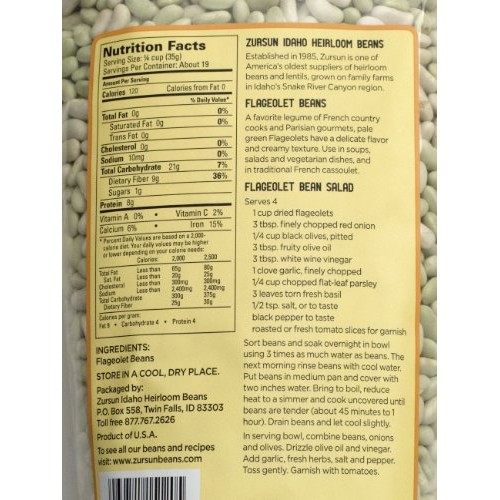 Nutrition Facts
Serving Size: ¼ cup (35g)
Servings Per Container: About 19
Amount Per Serving
Calories 120 Calories from Fat 0
% Daily Value*
Total Fat 0g 0%
Saturated Fat 0g 0%
Trans Fat 0g
Cholesterol 0g 0%
Sodium 10mg 0%
Total Carbohydrate 21g 7%
Dietary Fiber 9g 36%
Sugars 1g
Protein 8g
Vitamin A 0% • Vitamin C 2%
Calcium 6% • Iron 15%
* Percent Daily Values are based on a 2,000-
calorie diet. Your daily values may be higher
or lower depending on your calorie needs:
Calories: 2,000 2,500
Total Fat Less than 65g 80g
Sat. Fat Less than 20g 25g
Cholesterol Less than 300mg 300mg
Sodium Less than 2,400mg 2,400mg
Total Carbohydrate 300g 375g
Dietary Fiber 25g 30g
Calories per gram:
Fat 9 • Carbohydrate 4 • Protein 4
INGREDIENTS:
Flageolet Beans
STORE IN A COOL, DRY PLACE.
Packaged by:
Zursun Idaho Heirloom Beans
P.O. Box 558, Twin Falls, ID 83303
Toll free 877.767.2626
Product of U.S.A.
To see all our beans and recipes
visit: www.zursunbeans.com
ZURSUN IDAHO HEIRLOOM BEANS
Established in 1985, Zursun is one of
America's oldest suppliers of heirloom
beans and lentils, grown on family farms
in Idaho's Snake River Canyon region.
FLAGEOLET BEANS
A favorite legume of French country
cooks and Parisian gourmets, pale
green Flageolets have a delicate flavor
and creamy texture. Use in soups,
salads and vegetarian dishes, and
in traditional French cassoulet.
FLAGEOLET BEAN SALAD
Serves 4
1 cup dried flageolets
3 tbsp. finely chopped red onion
1/4 cup black olives, pitted
3 tbsp. fruity olive oil
3 tbsp. white wine vinegar
1 clove garlic, finely chopped
1/4 cup chopped flat-leaf parsley
3 leaves torn fresh basil
1/2 tsp. salt, or to taste
black pepper to taste
roasted or fresh tomato slices for garnish
Sort beans and soak overnight in bowl
using 3 times as much water as beans. The
next morning rinse beans with cool water.
Put beans in medium pan and cover with
two inches water. Bring to boil, reduce
heat to a simmer and cook uncovered until
beans are tender (about 45 minutes to 1
hour). Drain beans and let cool slightly.
In serving bowl, combine beans, onions
and olives. Drizzle olive oil and vinegar.
Add garlic, fresh herbs, salt and pepper.
Toss gently. Garnish with tomatoes.